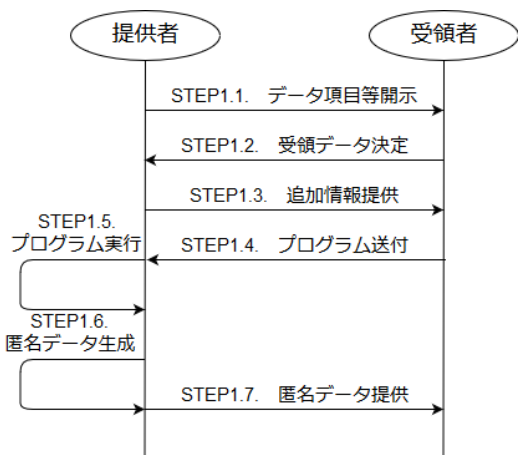 提供者
受領者
STEP1.1. データ項目等開示
STEP1.2. 受領データ決定
STEP1.3. 追加情報提供
STEP1.4. プログラム送付
STEP1.5.
プログラム実行
STEP1.6.
匿名データ生成
STEP1.7. 匿名データ提供